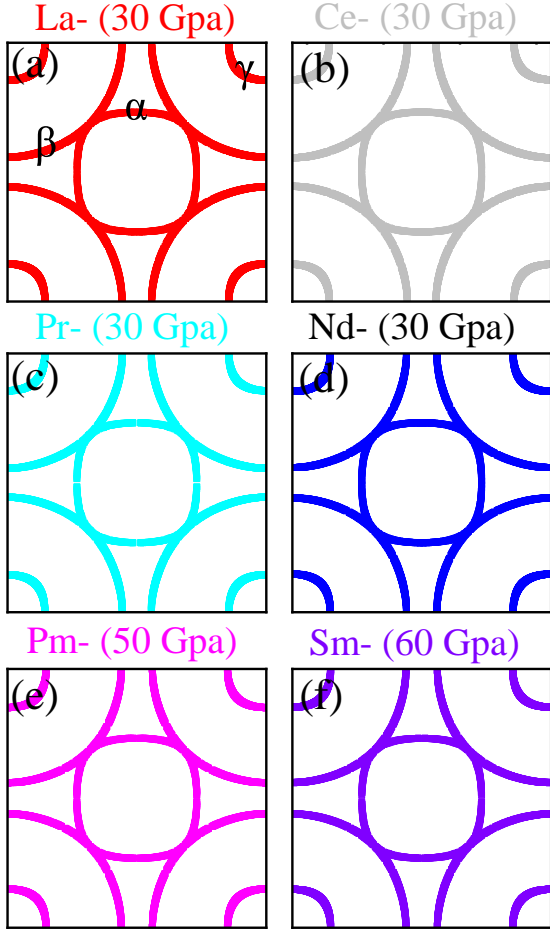 La- (30 Gpa)
Ce- (30 Gpa)
(a)
γ
α
β
(b)
Pr- (30 Gpa)
Nd- (30 Gpa)
(c)
(d)
Pm- (50 Gpa)
Sm- (60 Gpa)
(e)
(f)